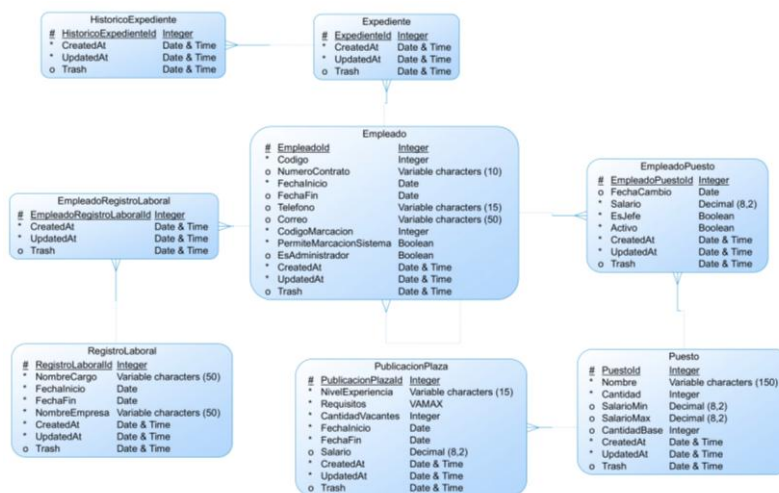 HistoricoExpediente
# HistoricoExpedienteId Integer
* CreatedAt Date & Time
* UpdatedAt Date & Time
o Trash Date & Time
Expediente
# ExpedienteId Integer
* CreatedAt Date & Time
* UpdatedAt Date & Time
o Trash Date & Time
Empleado
# EmpleadoId Integer
* Codigo Integer
o NumeroContrato Variable characters (10)
* FechaInicio Date
o FechaFin Date
o Telefono Variable characters (15)
o Correo Variable characters (50)
* CodigoMarcacion Integer
* PermiteMarcacionSistema Boolean
o EsAdministrador Boolean
* CreatedAt Date & Time
* UpdatedAt Date & Time
o Trash Date & Time
EmpleadoPuesto
# EmpleadoPuestoId Integer
o FechaCambio Date
* Salario Decimal (8,2)
* EsJefe Boolean
* Activo Boolean
* CreatedAt Date & Time
* UpdatedAt Date & Time
o Trash Date & Time
EmpleadoRegistroLaboral
# EmpleadoRegistroLaboralId Integer
* CreatedAt Date & Time
* UpdatedAt Date & Time
o Trash Date & Time
RegistroLaboral
# RegistroLaboralId Integer
* NombreCargo Variable characters (50)
* FechaInicio Date
* FechaFin Date
* NombreEmpresa Variable characters (50)
* CreatedAt Date & Time
* UpdatedAt Date & Time
o Trash Date & Time
PublicacionPlaza
# PublicacionPlazaId Integer
* NivelExperiencia Variable characters (15)
* Requisitos VAMAX
* CantidadVacantes Integer
* FechaInicio Date
* FechaFin Date
o Salario Decimal (8,2)
* CreatedAt Date & Time
* UpdatedAt Date & Time
o Trash Date & Time
Puesto
# PuestoId Integer
* Nombre Variable characters (150)
* Cantidad Integer
o SalarioMin Decimal (8,2)
o SalarioMax Decimal (8,2)
o CantidadBase Integer
* CreatedAt Date & Time
* UpdatedAt Date & Time
o Trash Date & Time